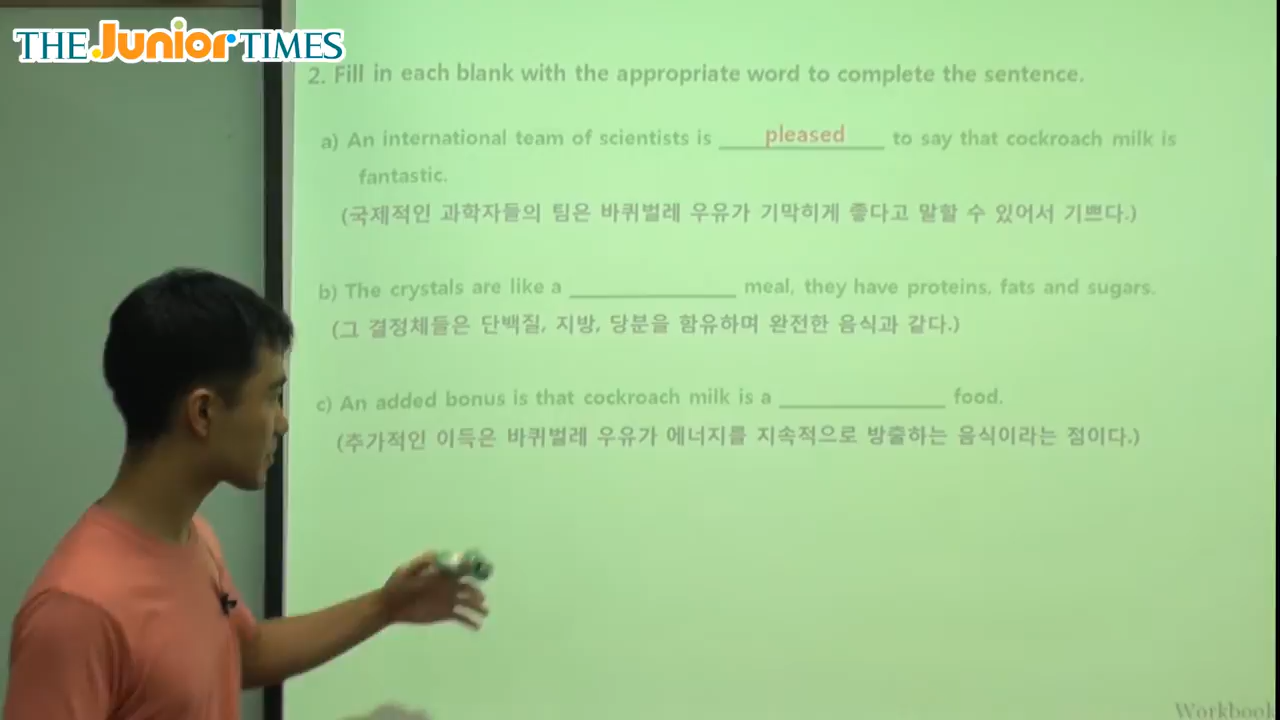 THE Junior TIMES
2. Fill in each blank with the appropriate word to complete the sentence.
a) An international team of scientists is pleased to say that cockroach milk is
fantastic.
(국제적인 과학자들의 팀은 바퀴벌레 우유가 기막히게 좋다고 말할 수 있어서 기쁘다.)
b) The crystals are like a ______________ meal, they have proteins, fats and sugars.
(그 결정체들은 단백질, 지방, 당분을 함유하며 완전한 음식과 같다.)
c) An added bonus is that cockroach milk is a ______________ food.
(추가적인 이득은 바퀴벌레 우유가 에너지를 지속적으로 방출하는 음식이라는 점이다.)
Workbook